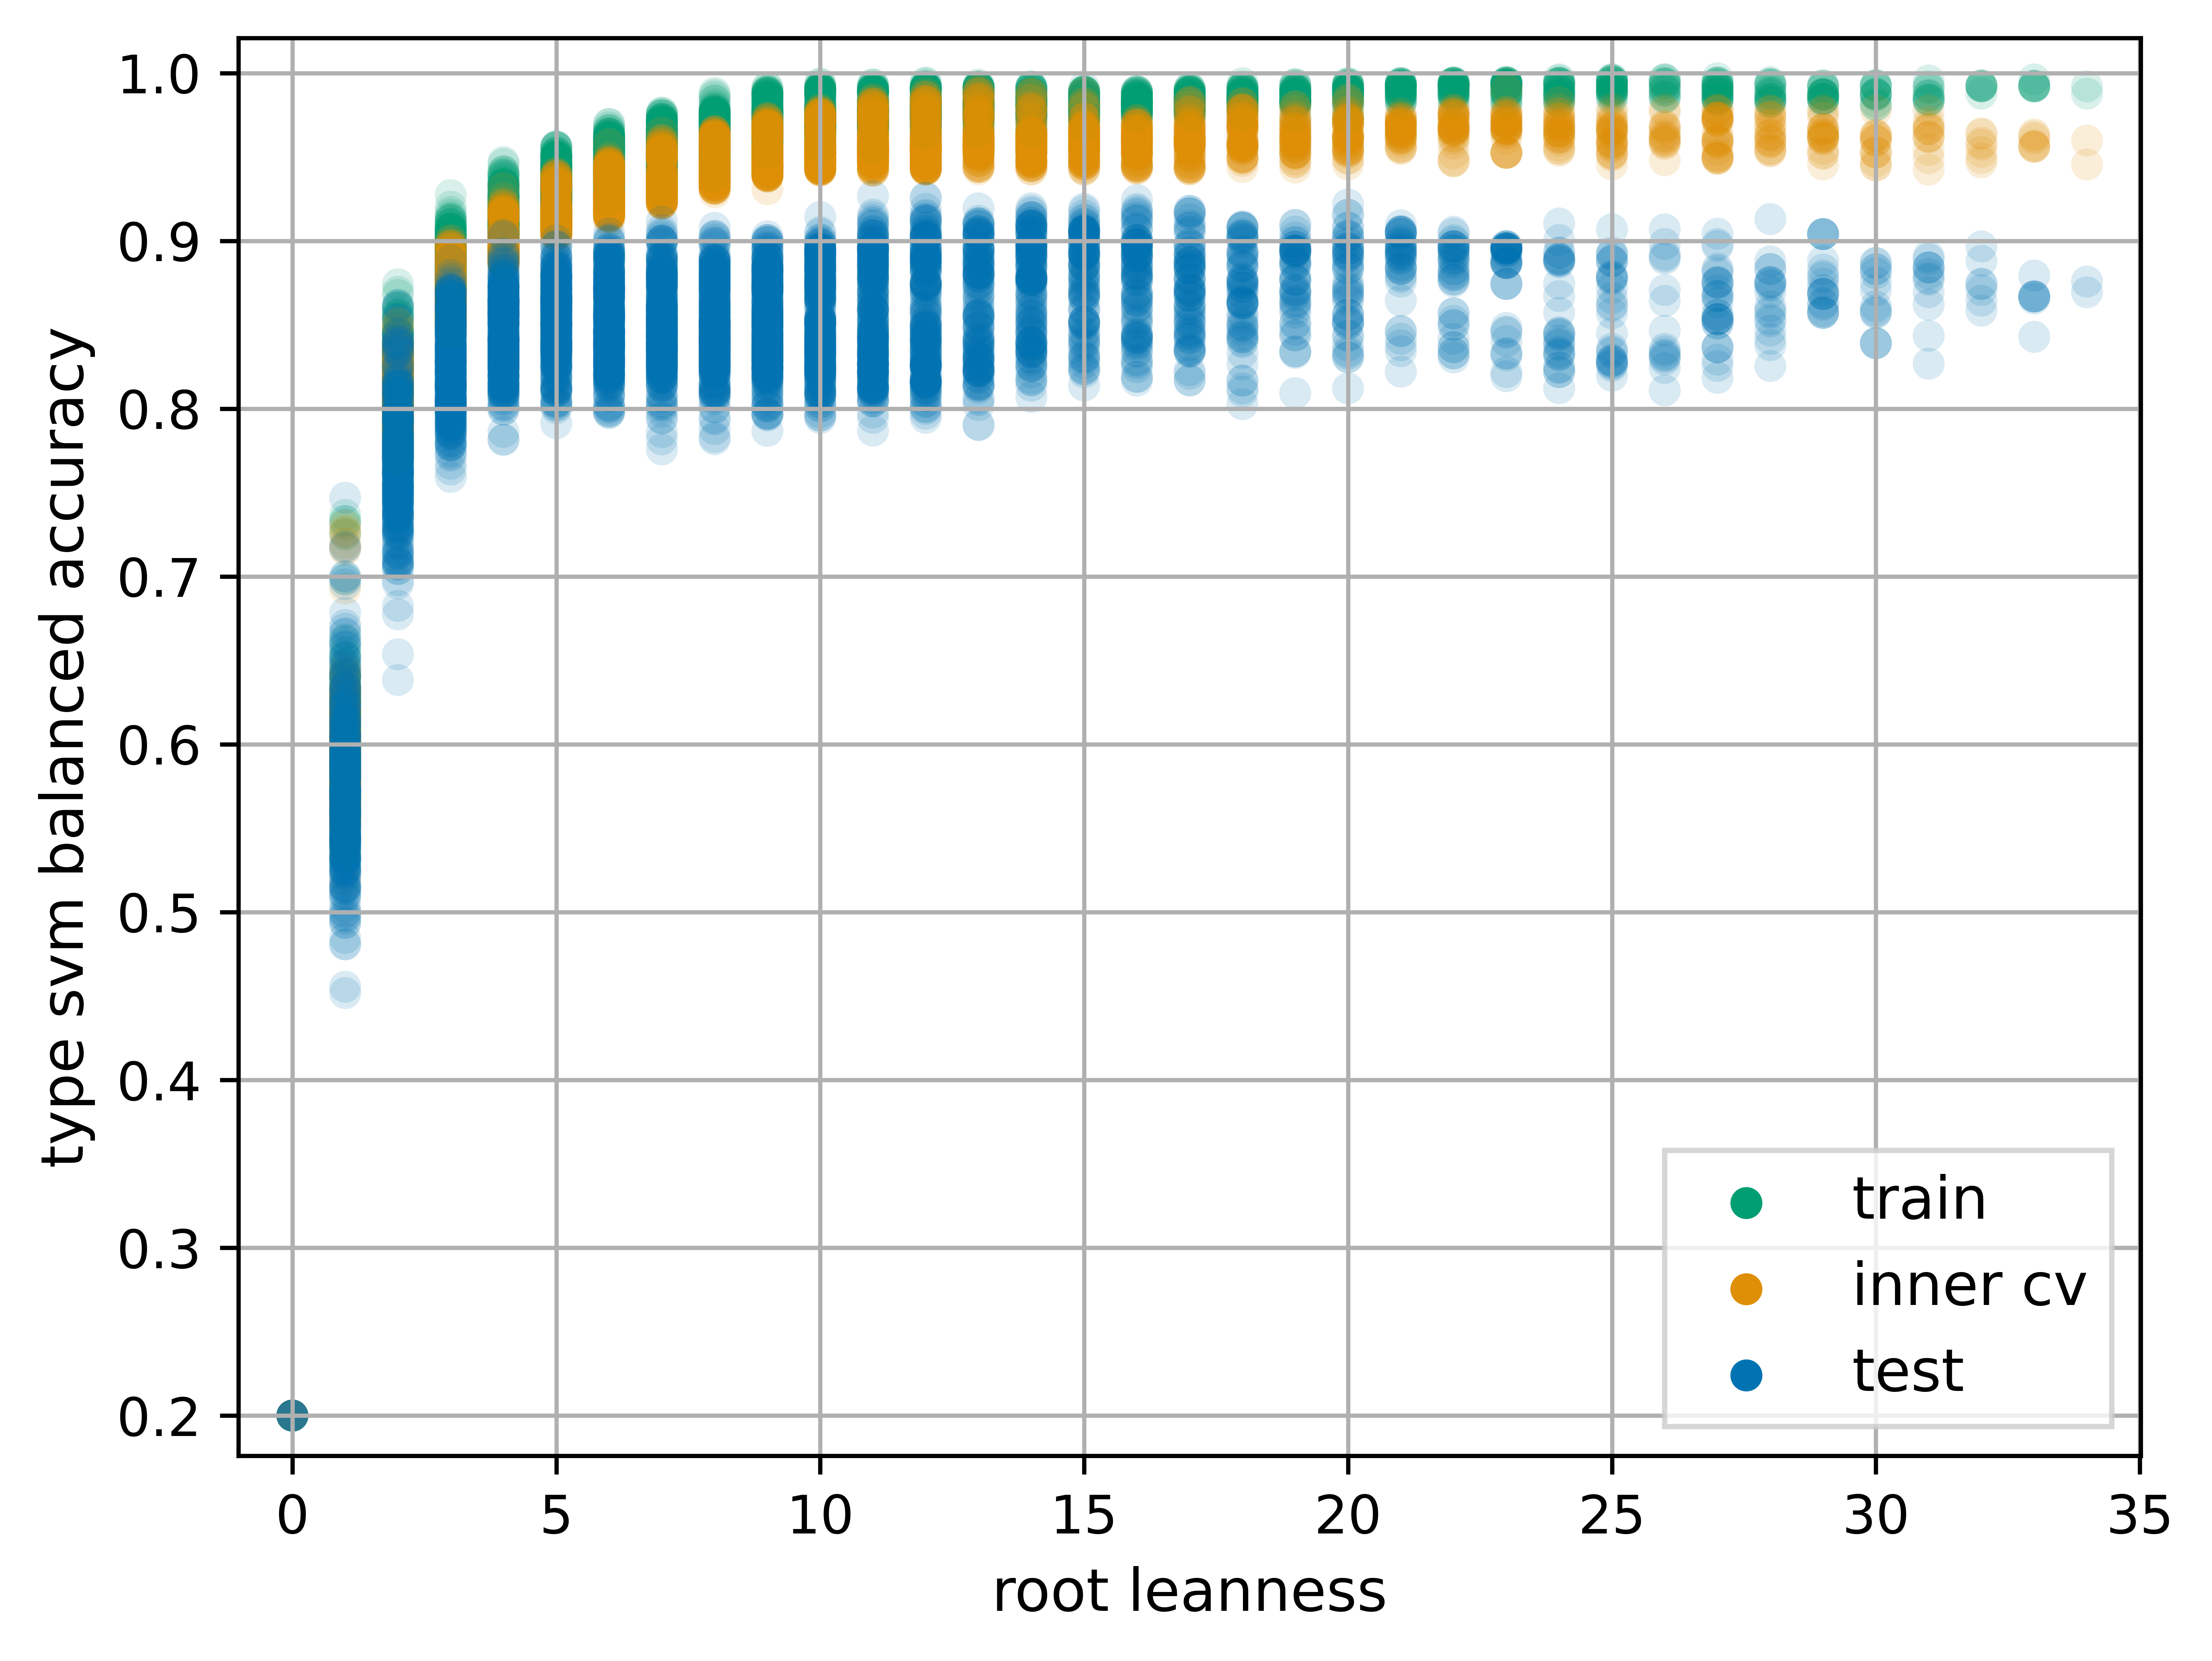 type svm balanced accuracy
1.0
0.9
0.8
0.7
0.6
0.5
0.4
0.3
0.2
train
inner cv
test
0 5 10 15 20 25 30 35
root leanness